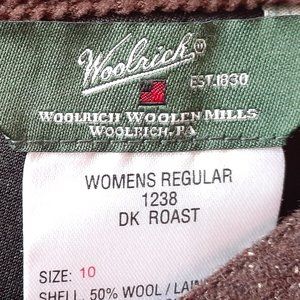 Woolrich®
EST. 1830
WOOLRICH WOOLEN MILLS
WOOLRICH, PA
WOMENS REGULAR
1238
DK ROAST
SIZE: 10
SHELL. 50% WOOL / LAIN